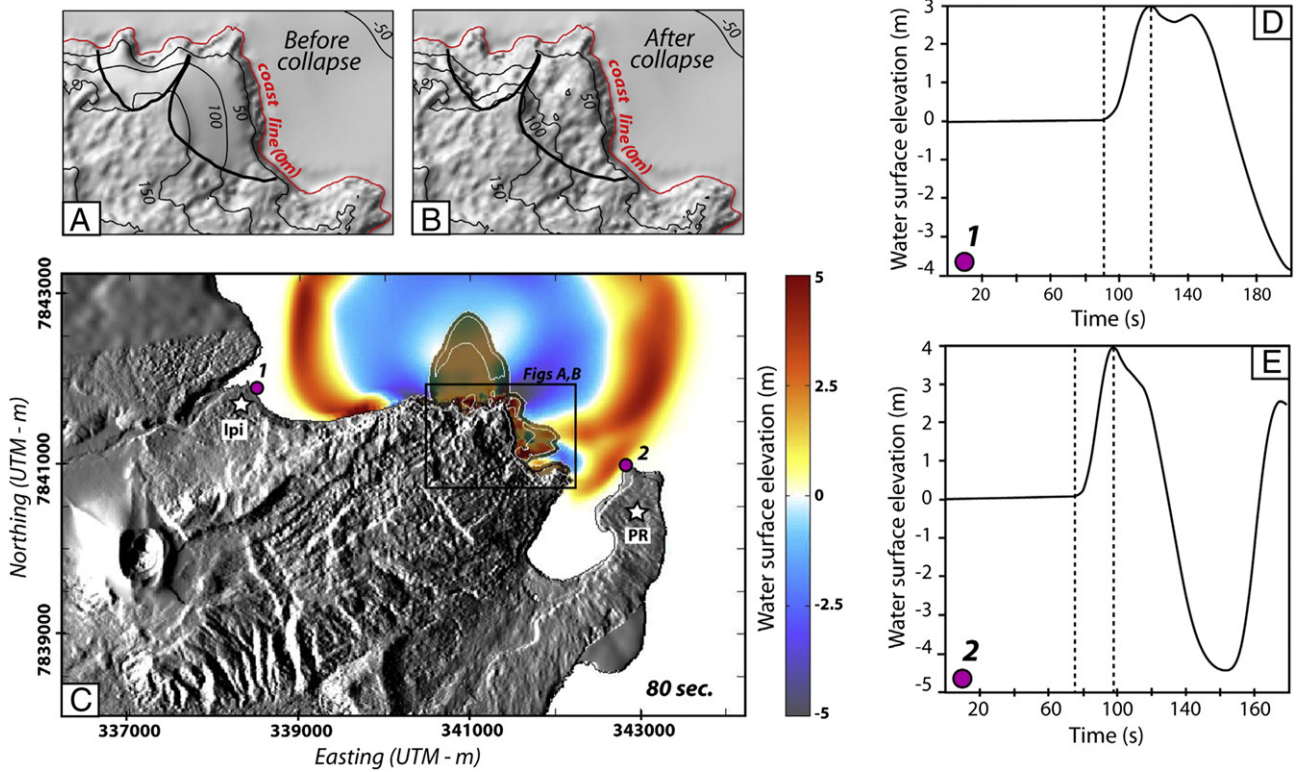 Before
collapse
-50
coast line (0m)
50
100
150
A
After
collapse
-50
coast line (0m)
50
100
150
B
Northing (UTM - m)
7843000
7841000
7839000
1
Ipi
Figs A,B
2
PR
80 sec.
C
337000
339000
341000
343000
Easting (UTM - m)
Water surface elevation (m)
5
2.5
0
-2.5
-5
D
Water surface elevation (m)
3
2
1
0
-1
-2
-3
-4
1
20
60
100
140
180
Time (s)
E
Water surface elevation (m)
4
3
2
1
0
-1
-2
-3
-4
-5
2
20
60
100
140
160
Time (s)